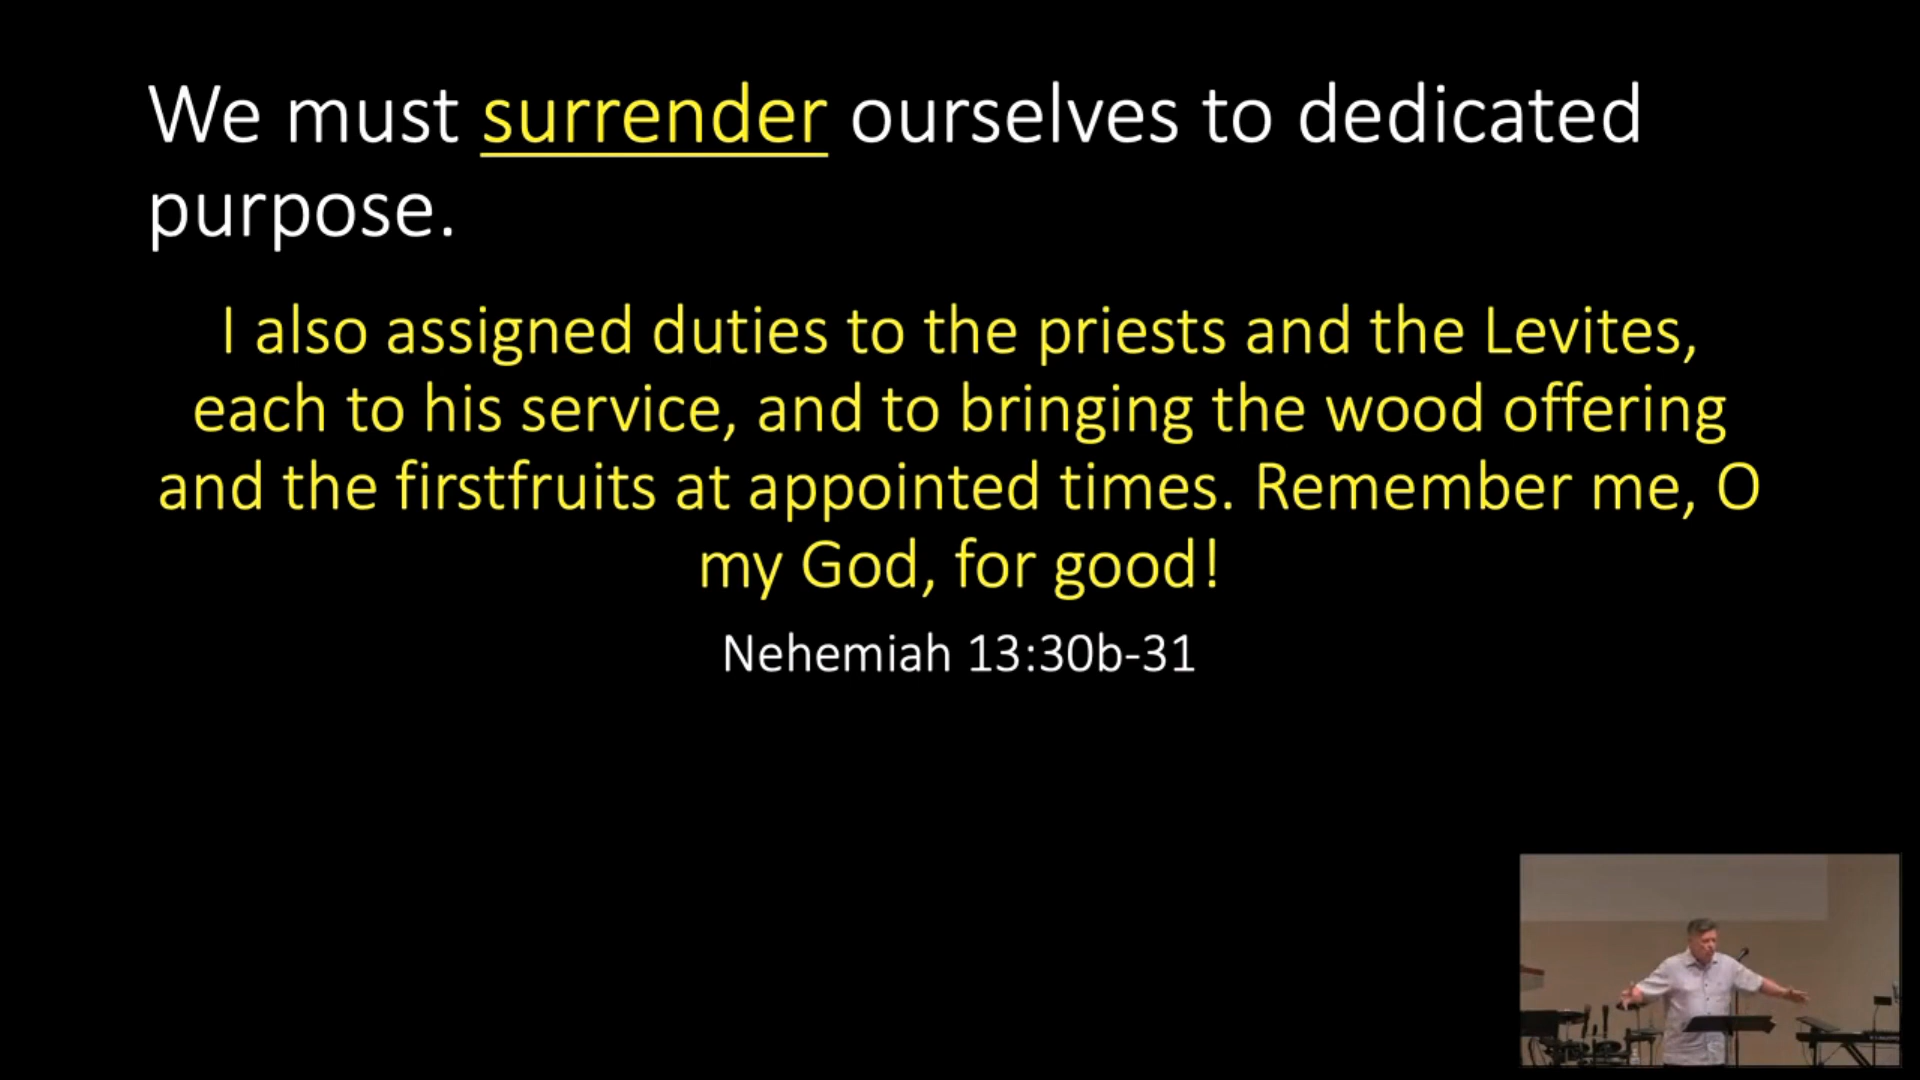 We must surrender ourselves to dedicated
purpose.
I also assigned duties to the priests and the Levites,
each to his service, and to bringing the wood offering
and the firstfruits at appointed times. Remember me, O
my God, for good!
Nehemiah 13:30b-31